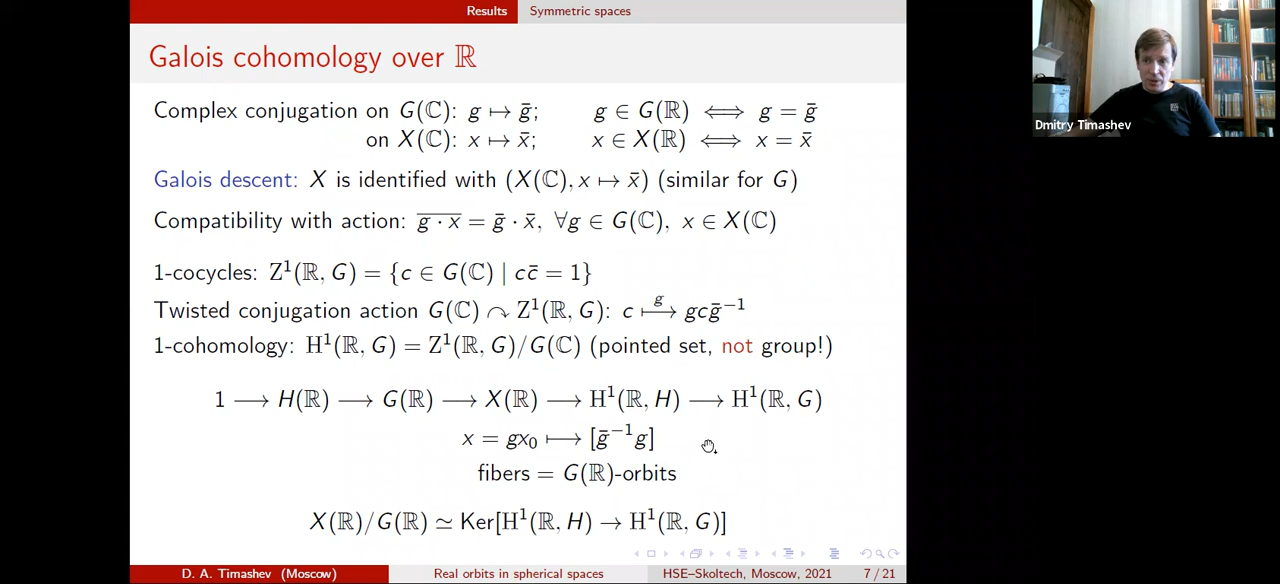 Results
Symmetric spaces
Galois cohomology over ℝ
Complex conjugation on G(ℂ): g ↦ ḡ; g ∈ G(ℝ) ⟺ g = ḡ
on X(ℂ): x ↦ x̄; x ∈ X(ℝ) ⟺ x = x̄
Galois descent: X is identified with (X(ℂ), x ↦ x̄) (similar for G)
Compatibility with action: \overline{g · x} = ḡ · x̄, ∀g ∈ G(ℂ), x ∈ X(ℂ)
1-cocycles: Z¹(ℝ, G) = {c ∈ G(ℂ) | cc̄ = 1}
Twisted conjugation action G(ℂ) ↷ Z¹(ℝ, G): c \overset{g}{⟼} gcḡ⁻¹
1-cohomology: H¹(ℝ, G) = Z¹(ℝ, G)/G(ℂ) (pointed set, not group!)
1 ⟶ H(ℝ) ⟶ G(ℝ) ⟶ X(ℝ) ⟶ H¹(ℝ, H) ⟶ H¹(ℝ, G)
x = gx₀ ⟼ [ḡ⁻¹g]
fibers = G(ℝ)-orbits
X(ℝ)/G(ℝ) ≃ Ker[H¹(ℝ, H) → H¹(ℝ, G)]
D. A. Timashev (Moscow)
Real orbits in spherical spaces
HSE–Skoltech, Moscow, 2021
7 / 21
Dmitry Timashev